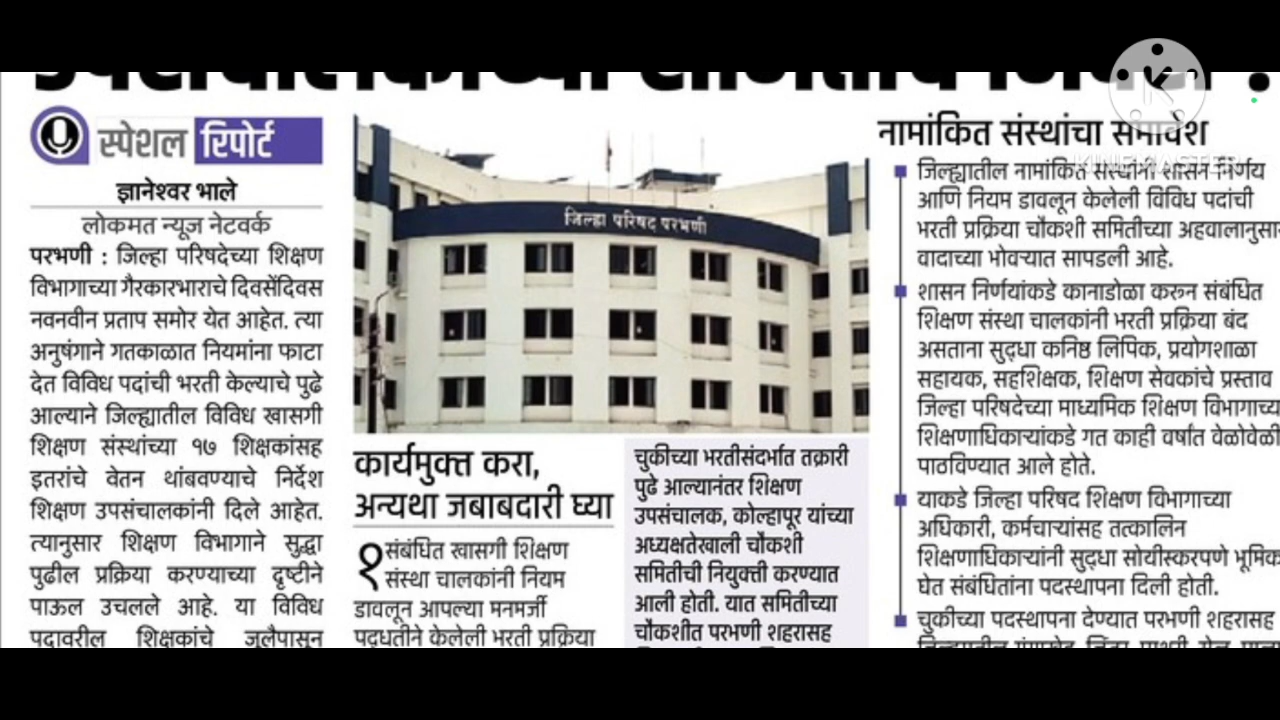 स्पेशल रिपोर्ट
ज्ञानेश्वर भाले
लोकमत न्यूज नेटवर्क
परभणी : जिल्हा परिषदेच्या शिक्षण
विभागाच्या गैरकारभाराचे दिवसेंदिवस
नवनवीन प्रताप समोर येत आहेत. त्या
अनुषंगाने गतकाळात नियमांना फाटा
देत विविध पदांची भरती केल्याचे पुढे
आल्याने जिल्ह्यातील विविध खासगी
शिक्षण संस्थांच्या १७ शिक्षकांसह
इतरांचे वेतन थांबवण्याचे निर्देश
शिक्षण उपसंचालकांनी दिले आहेत.
त्यानुसार शिक्षण विभागाने सुद्धा
पुढील प्रक्रिया करण्याच्या दृष्टीने
पाऊल उचलले आहे. या विविध
पदावरील शिक्षकांचे जुलैपासून
जिल्हा परिषद परभणी
कार्यमुक्त करा,
अन्यथा जबाबदारी घ्या
१ संबंधित खासगी शिक्षण
संस्था चालकांनी नियम
डावलून आपल्या मनमर्जी
पद्धतीने केलेली भरती प्रक्रिया
चुकीच्या भरतीसंदर्भात तक्रारी
पुढे आल्यानंतर शिक्षण
उपसंचालक, कोल्हापूर यांच्या
अध्यक्षतेखाली चौकशी
समितीची नियुक्ती करण्यात
आली होती. यात समितीच्या
चौकशीत परभणी शहरासह
नामांकित संस्थांचा समावेश
जिल्ह्यातील नामांकित संस्थांनी शासन निर्णय
आणि नियम डावलून केलेली विविध पदांची
भरती प्रक्रिया चौकशी समितीच्या अहवालानुसार
वादाच्या भोवऱ्यात सापडली आहे.
शासन निर्णयांकडे कानाडोळा करून संबंधित
शिक्षण संस्था चालकांनी भरती प्रक्रिया बंद
असताना सुद्धा कनिष्ठ लिपिक, प्रयोगशाळा
सहायक, सहशिक्षक, शिक्षण सेवकांचे प्रस्ताव
जिल्हा परिषदेच्या माध्यमिक शिक्षण विभागाच्या
शिक्षणाधिकाऱ्यांकडे गत काही वर्षांत वेळोवेळी
पाठविण्यात आले होते.
याकडे जिल्हा परिषद शिक्षण विभागाच्या
अधिकारी, कर्मचाऱ्यांसह तत्कालिन
शिक्षणाधिकाऱ्यांनी सुद्धा सोयीस्करपणे
घेत संबंधितांना पदस्थापना दिली होती.
चुकीच्या पदस्थापना देण्यात परभणी शहरासह
KINEMASTER